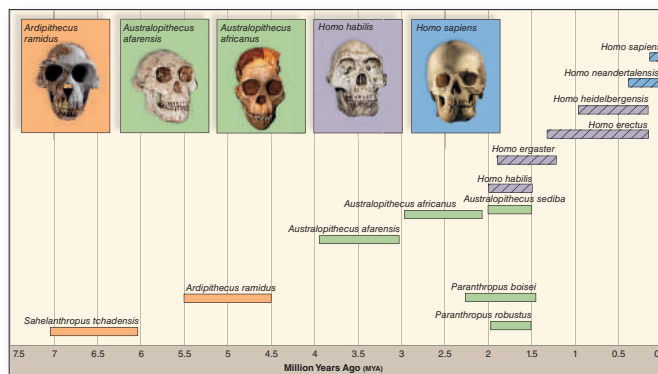 Ardipithecus
ramidus
Australopithecus
afarensis
Australopithecus
africanus
Homo habilis
Homo sapiens
Homo sapiens
Homo neandertalensis
Homo heidelbergensis
Homo erectus
Homo ergaster
Homo habilis
Australopithecus sediba
Australopithecus africanus
Australopithecus afarensis
Ardipithecus ramidus
Paranthropus boisei
Paranthropus robustus
Sahelanthropus tchadensis
7.5 7 6.5 6 5.5 5 4.5 4 3.5 3 2.5 2 1.5 1 0.5 0
Million Years Ago (MYA)